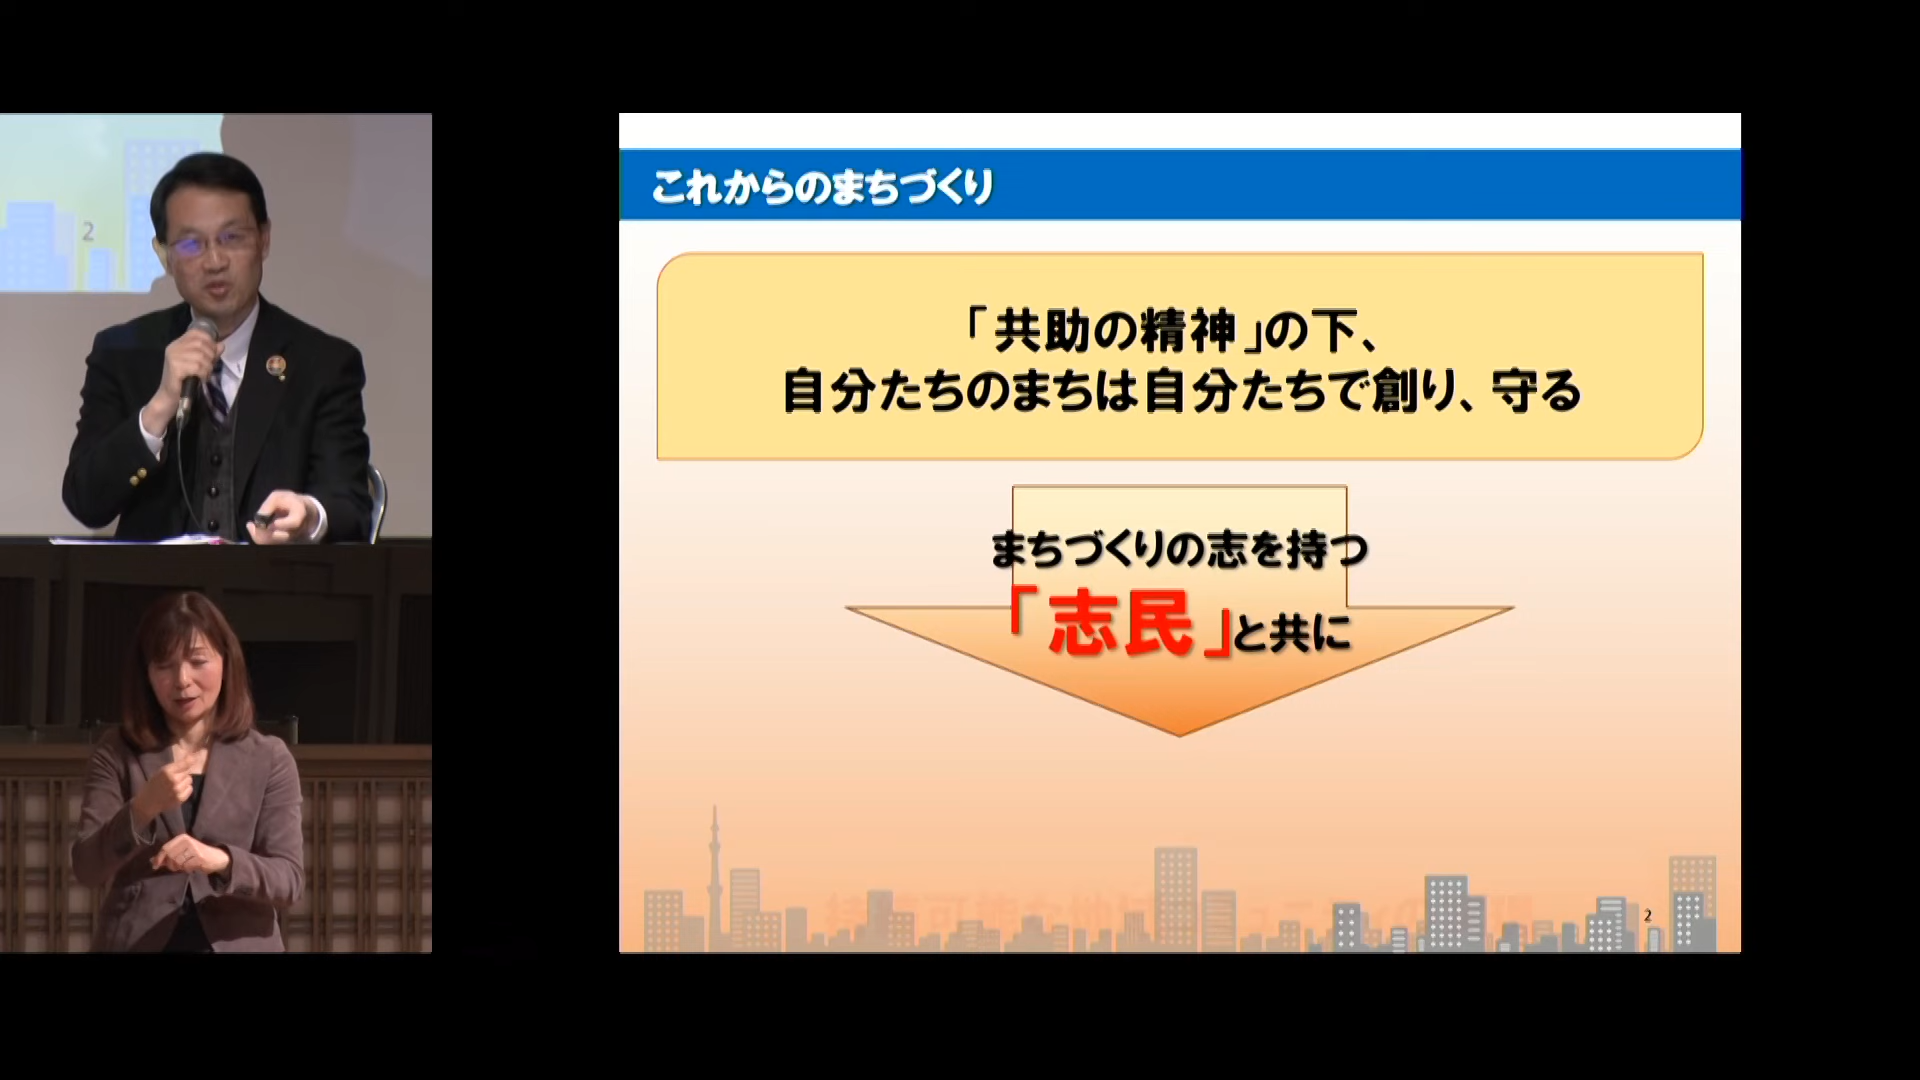 これからのまちづくり
「共助の精神」の下、
自分たちのまちは自分たちで創り、守る
まちづくりの志を持つ
「志民」と共に
2
2